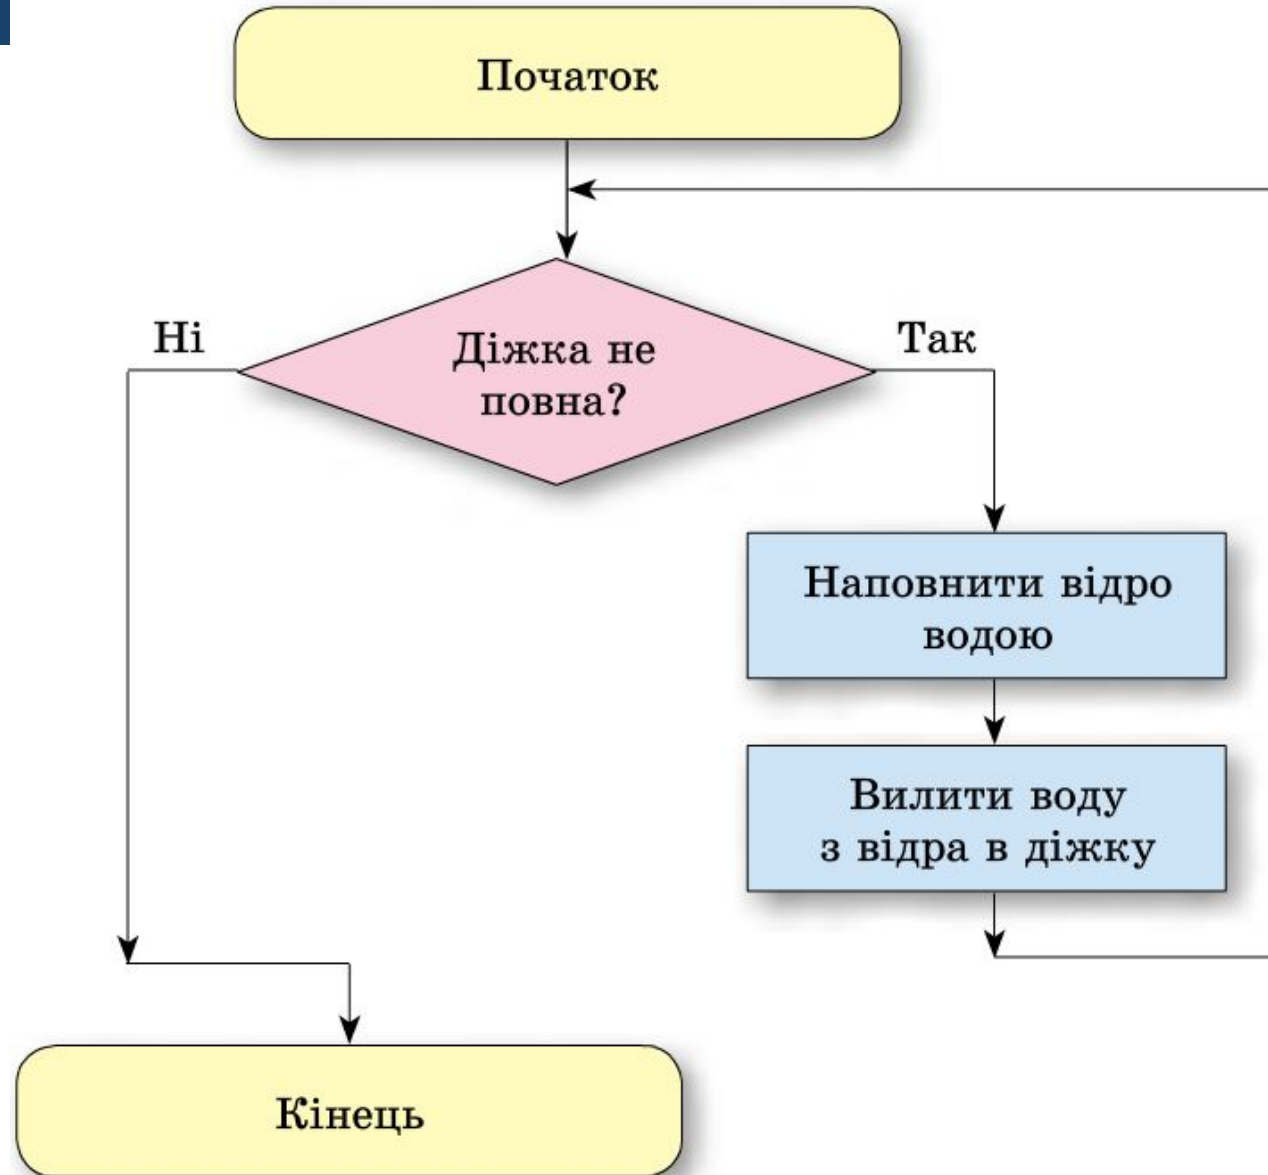 Початок
Ні
Діжка не
повна?
Так
Наповнити відро
водою
Вилити воду
з відра в діжку
Кінець